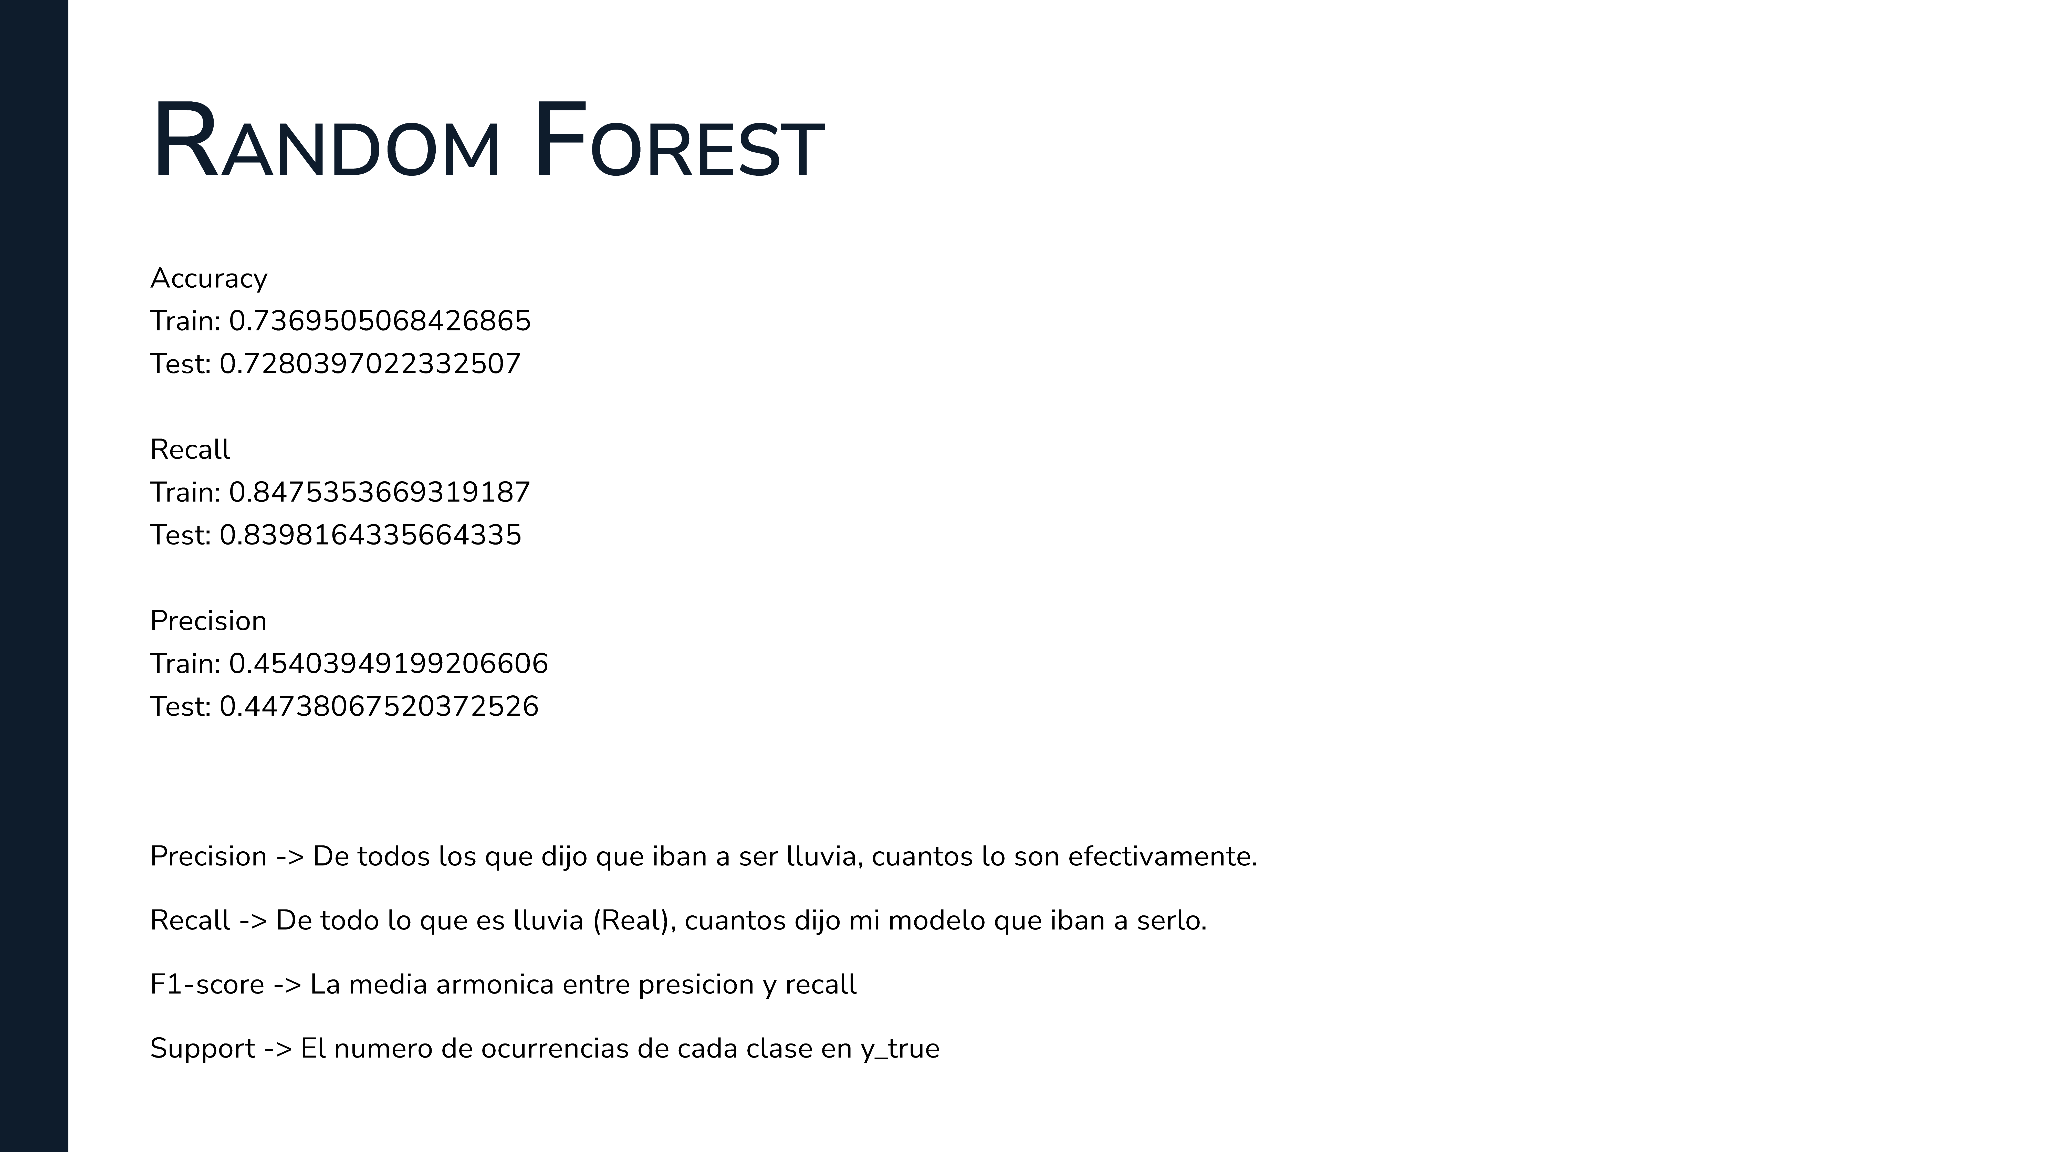 Random Forest
Accuracy
Train: 0.7369505068426865
Test: 0.7280397022332507
Recall
Train: 0.8475353669319187
Test: 0.8398164335664335
Precision
Train: 0.45403949199206606
Test: 0.44738067520372526
Precision -> De todos los que dijo que iban a ser lluvia, cuantos lo son efectivamente.
Recall -> De todo lo que es lluvia (Real), cuantos dijo mi modelo que iban a serlo.
F1-score -> La media armonica entre presicion y recall
Support -> El numero de ocurrencias de cada clase en y_true